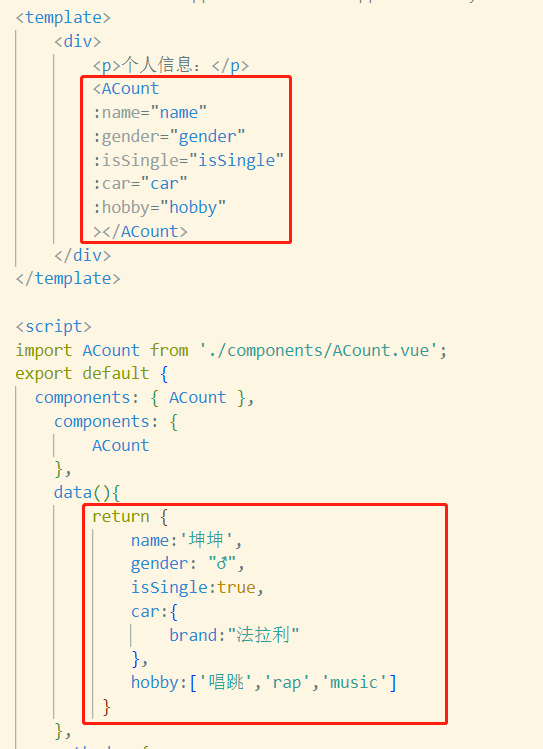 <template>
<div>
<p>个人信息：</p>
<ACount
:name="name"
:gender="gender"
:isSingle="isSingle"
:car="car"
:hobby="hobby"
></ACount>
</div>
</template>
<script>
import ACount from './components/ACount.vue';
export default {
components: { ACount },
components: {
ACount
},
data(){
return {
name:'坤坤',
gender: "♂",
isSingle:true,
car:{
brand:"法拉利"
},
hobby:['唱跳','rap','music']
}
},